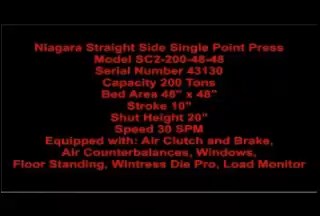 Niagara Straight Side Single Point Press
Model SC2-200-48-48
Serial Number 43130
Capacity 200 Tons
Bed Area 48" x 48"
Stroke 10"
Shut Height 20"
Speed 30 SPM
Equipped with: Air Clutch and Brake,
Air Counterbalances, Windows,
Floor Standing, Wintress Die Pro, Load Monitor